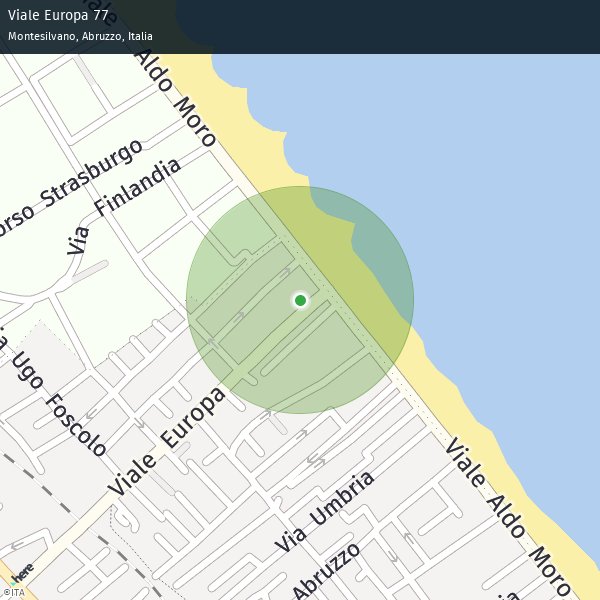 Viale Europa 77
Montesilvano, Abruzzo, Italia
Aldo Moro
orso Strasburgo
Via Finlandia
Ugo Foscolo
Viale Europa
Viale Aldo Moro
Via Umbria
Abruzzo
here
©ITA